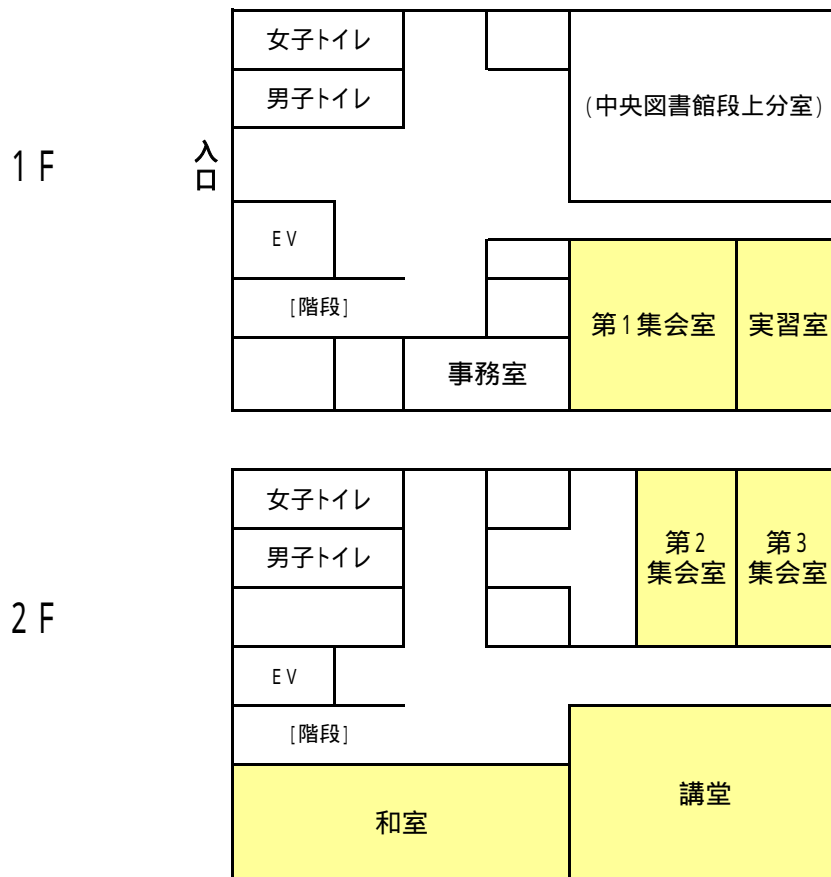 女子トイレ
男子トイレ
(中央図書館段上分室)
1F
入口
EV
[階段]
第1集会室
実習室
事務室
女子トイレ
男子トイレ
第2
集会室
第3
集会室
2F
EV
[階段]
講堂
和室